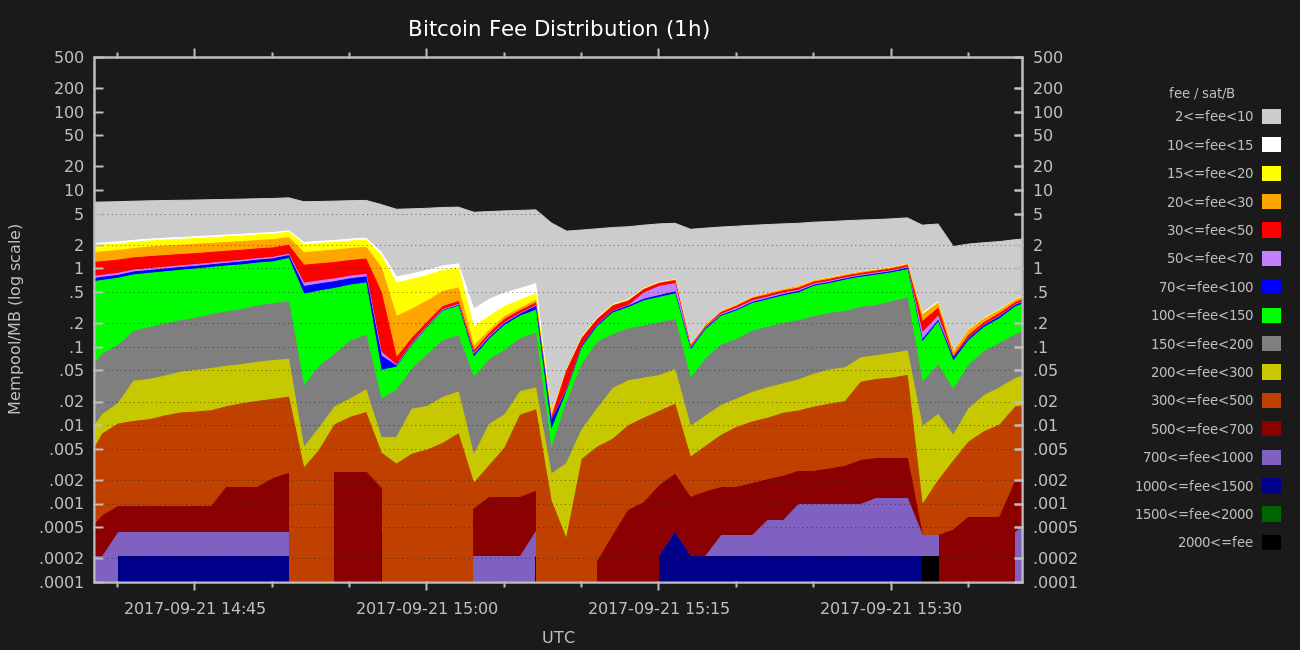 Bitcoin Fee Distribution (1h)
Mempool/MB (log scale)
500
200
100
50
20
10
5
2
1
.5
.2
.1
.05
.02
.01
.005
.002
.001
.0005
.0002
.0001
500
200
100
50
20
10
5
2
1
.5
.2
.1
.05
.02
.01
.005
.002
.001
.0005
.0002
.0001
2017-09-21 14:45 2017-09-21 15:00 2017-09-21 15:15 2017-09-21 15:30
UTC
fee / sat/B
2<=fee<10
10<=fee<15
15<=fee<20
20<=fee<30
30<=fee<50
50<=fee<70
70<=fee<100
100<=fee<150
150<=fee<200
200<=fee<300
300<=fee<500
500<=fee<700
700<=fee<1000
1000<=fee<1500
1500<=fee<2000
2000<=fee